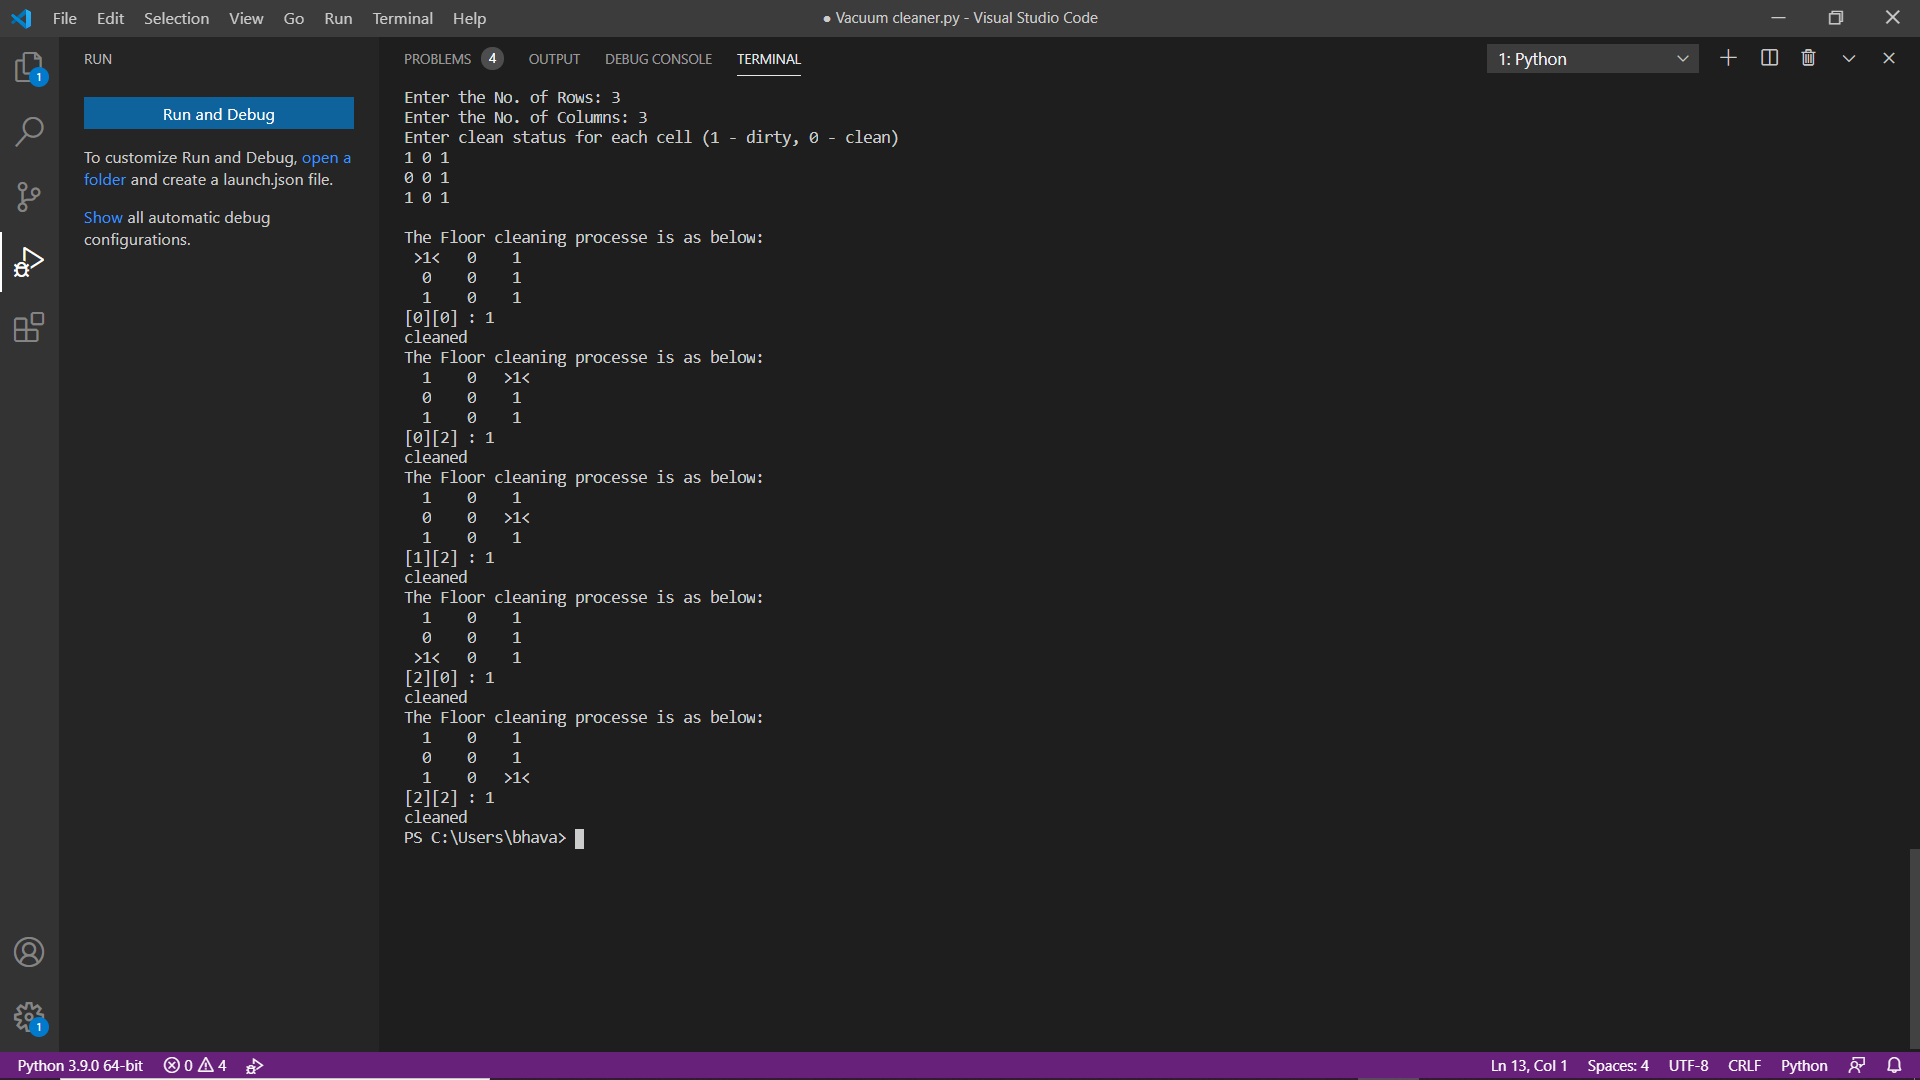 File Edit Selection View Go Run Terminal Help
● Vacuum cleaner.py - Visual Studio Code
RUN
PROBLEMS 4 OUTPUT DEBUG CONSOLE TERMINAL
1: Python
Run and Debug
To customize Run and Debug, open a
folder and create a launch.json file.
Show all automatic debug
configurations.
1
1
Enter the No. of Rows: 3
Enter the No. of Columns: 3
Enter clean status for each cell (1 - dirty, 0 - clean)
1 0 1
0 0 1
1 0 1
The Floor cleaning processe is as below:
>1< 0 1
0 0 1
1 0 1
[0][0] : 1
cleaned
The Floor cleaning processe is as below:
1 0 >1<
0 0 1
1 0 1
[0][2] : 1
cleaned
The Floor cleaning processe is as below:
1 0 1
0 0 >1<
1 0 1
[1][2] : 1
cleaned
The Floor cleaning processe is as below:
1 0 1
0 0 1
>1< 0 1
[2][0] : 1
cleaned
The Floor cleaning processe is as below:
1 0 1
0 0 1
1 0 >1<
[2][2] : 1
cleaned
PS C:\Users\bhava>
Python 3.9.0 64-bit 0 4
Ln 13, Col 1 Spaces: 4 UTF-8 CRLF Python